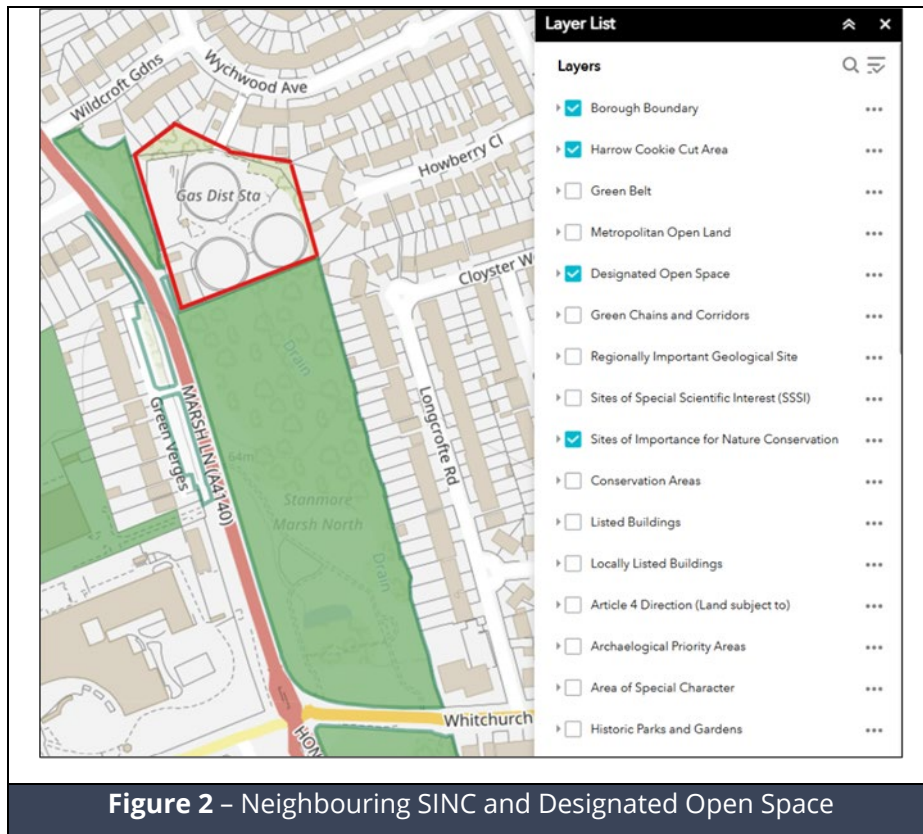 Wildcroft Gdns
Wychwood Ave
Howberry Cl
Gas Dist Sta
Cloyster W
Drain
Longcrofte Rd
MARSH LN (A4140)
Green Verges
64m
Stanmore
Marsh North
Drain
Whitchurch
HON
Layer List
Layers
Borough Boundary
Harrow Cookie Cut Area
Green Belt
Metropolitan Open Land
Designated Open Space
Green Chains and Corridors
Regionally Important Geological Site
Sites of Special Scientific Interest (SSSI)
Sites of Importance for Nature Conservation
Conservation Areas
Listed Buildings
Locally Listed Buildings
Article 4 Direction (Land subject to)
Archaelogical Priority Areas
Area of Special Character
Historic Parks and Gardens
Figure 2 – Neighbouring SINC and Designated Open Space